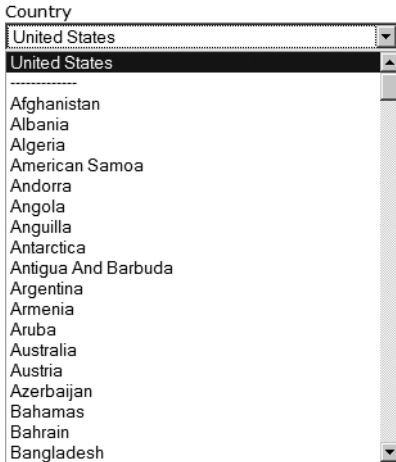 Country
United States
United States
-------------
Afghanistan
Albania
Algeria
American Samoa
Andorra
Angola
Anguilla
Antarctica
Antigua And Barbuda
Argentina
Armenia
Aruba
Australia
Austria
Azerbaijan
Bahamas
Bahrain
Bangladesh